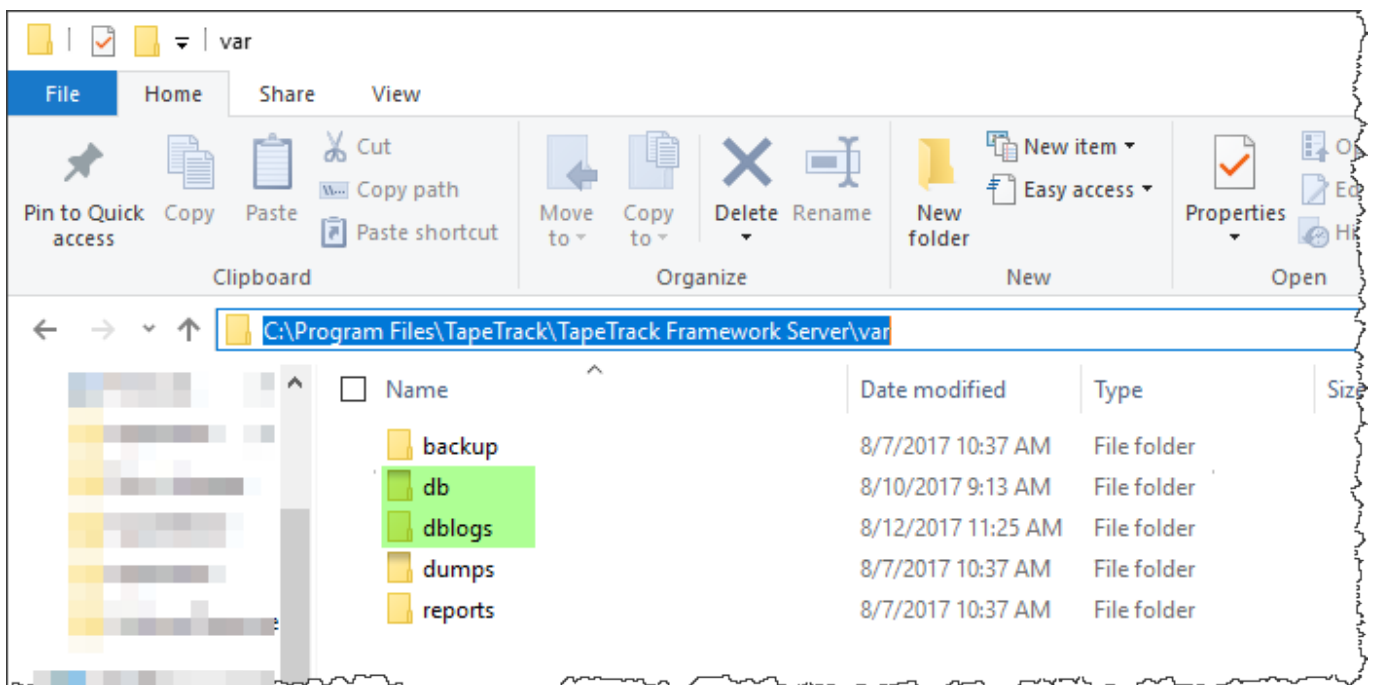 var
File Home Share View
Pin to Quick access
Copy
Paste
Cut
Copy path
Paste shortcut
Clipboard
Move to
Copy to
Delete
Rename
Organize
New folder
New item
Easy access
New
Properties
Open
C:\Program Files\TapeTrack\TapeTrack Framework Server\var
Name Date modified Type Size
backup 8/7/2017 10:37 AM File folder
db 8/10/2017 9:13 AM File folder
dblogs 8/12/2017 11:25 AM File folder
dumps 8/7/2017 10:37 AM File folder
reports 8/7/2017 10:37 AM File folder